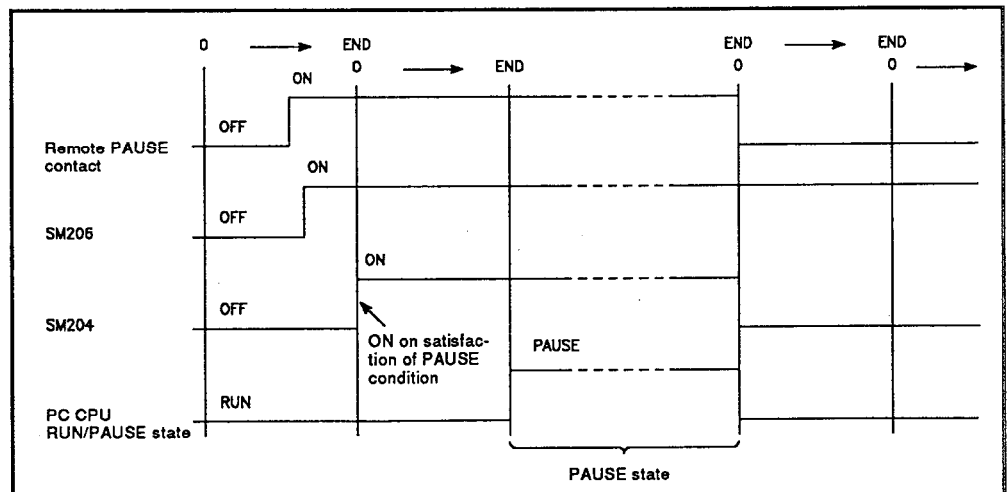 0 END END END
0 0 0
ON
OFF
Remote PAUSE
contact
ON
OFF
SM206
ON
OFF
SM204
ON on satisfac-
tion of PAUSE
condition
PAUSE
RUN
PC CPU
RUN/PAUSE state
PAUSE state